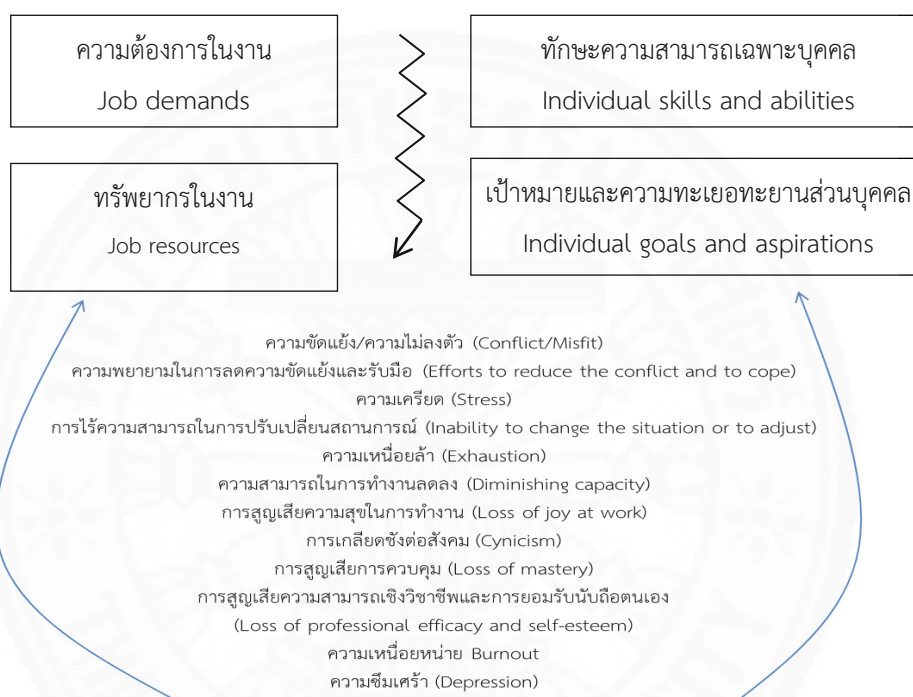 ความต้องการในงาน
Job demands
ทักษะความสามารถเฉพาะบุคคล
Individual skills and abilities
ทรัพยากรในงาน
Job resources
เป้าหมายและความทะเยอทะยานส่วนบุคคล
Individual goals and aspirations
ความขัดแย้ง/ความไม่ลงตัว (Conflict/Misfit)
ความพยายามในการลดความขัดแย้งและรับมือ (Efforts to reduce the conflict and to cope)
ความเครียด (Stress)
การไร้ความสามารถในการปรับเปลี่ยนสถานการณ์ (Inability to change the situation or to adjust)
ความเหนื่อยล้า (Exhaustion)
ความสามารถในการทำงานลดลง (Diminishing capacity)
การสูญเสียความสุขในการทำงาน (Loss of joy at work)
การเกลียดชังต่อสังคม (Cynicism)
การสูญเสียการควบคุม (Loss of mastery)
การสูญเสียความสามารถเชิงวิชาชีพและการยอมรับนับถือตนเอง
(Loss of professional efficacy and self-esteem)
ความเหนื่อยหน่าย Burnout
ความซึมเศร้า (Depression)